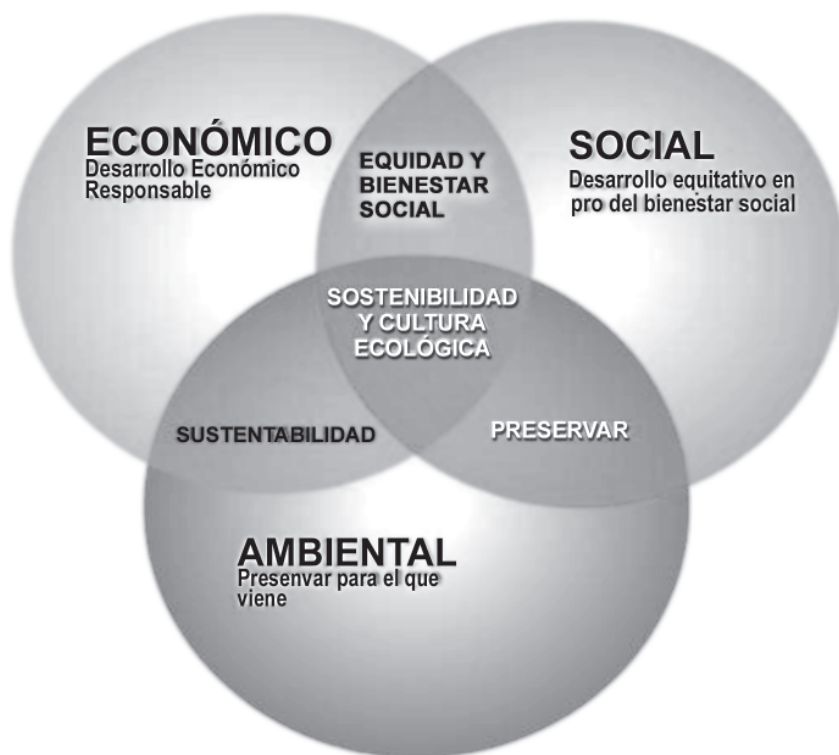 ECONÓMICO
Desarrollo Económico
Responsable
EQUIDAD Y
BIENESTAR
SOCIAL
SOCIAL
Desarrollo equitativo en
pro del bienestar social
SOSTENIBILIDAD
Y CULTURA
ECOLÓGICA
SUSTENTABILIDAD
PRESERVAR
AMBIENTAL
Presenvar para el que
viene